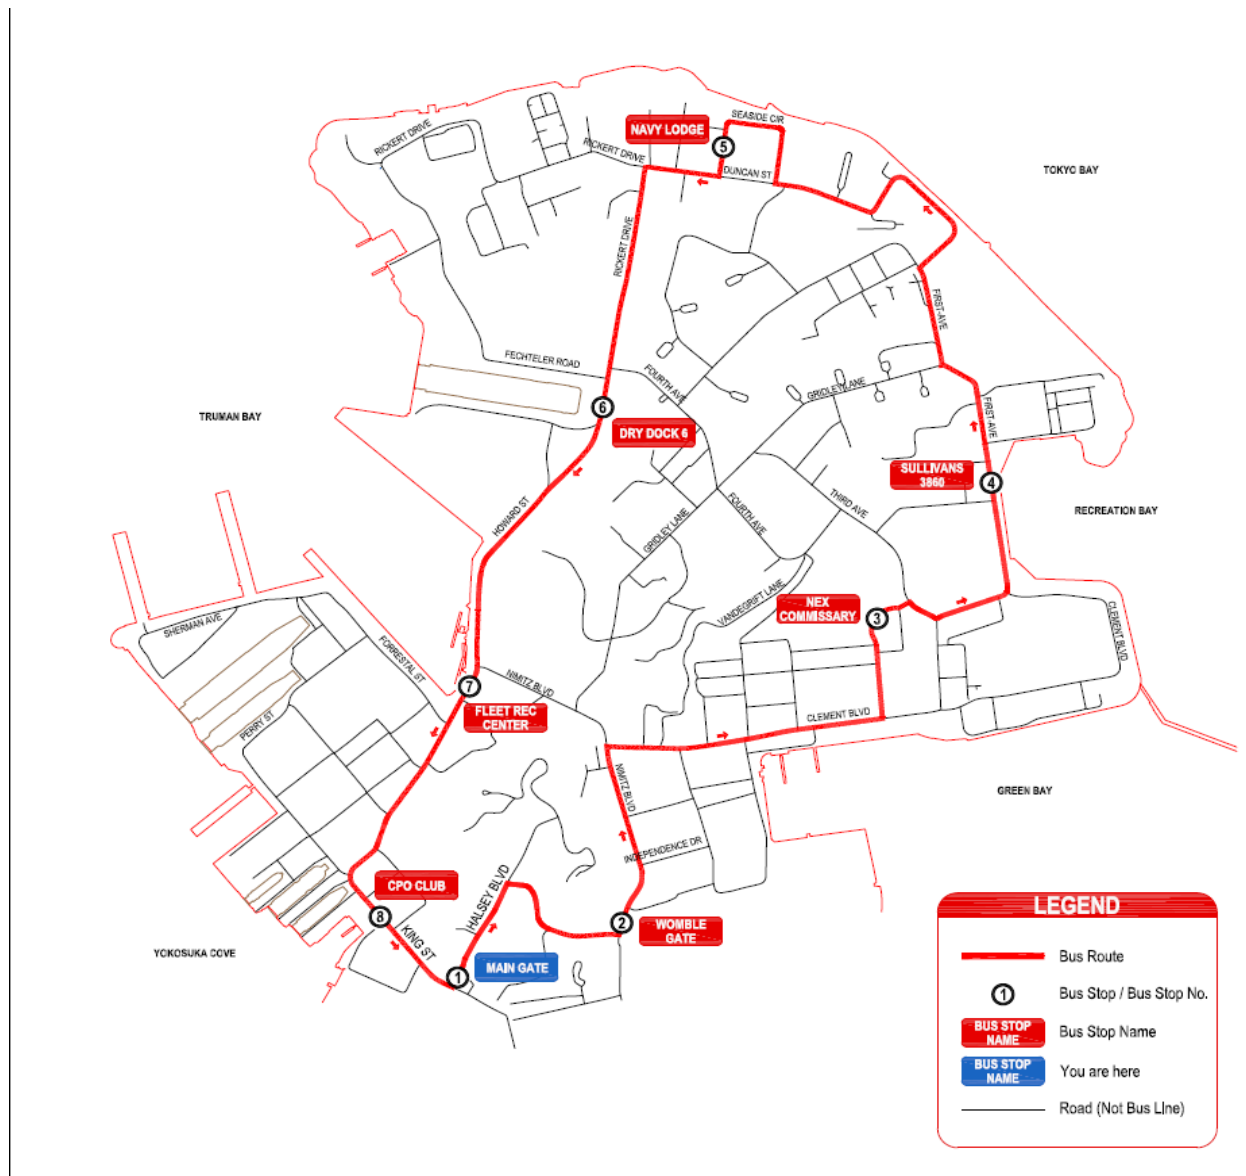 SEASIDE CIR
NAVY LODGE
5
RICKERT DRIVE
RICKERT DRIVE
DUNCAN ST
TOKYO BAY
RICKERT DRIVE
FIRST AVE
FECHTELER ROAD
FOURTH AVE
GRIDLEY LANE
TRUMAN BAY
6
DRY DOCK 6
FIRST AVE
SULLIVANS
3860
4
HOWARD ST
GRIDLEY LANE
FOURTH AVE
THIRD AVE
RECREATION BAY
VANDEGRIFT LANE
NEX
COMMISSARY
3
SHERMAN AVE
FORRESTAL ST
CLEMENT BLVD
NIMITZ BLVD
7
PERRY ST
FLEET REC
CENTER
CLEMENT BLVD
NIMITZ BLVD
GREEN BAY
INDEPENDENCE DR
CPO CLUB
HALSEY BLVD
8
KING ST
2
WOMBLE
GATE
YOKOSUKA COVE
1
MAIN GATE
LEGEND
Bus Route
1
Bus Stop / Bus Stop No.
BUS STOP
NAME
Bus Stop Name
BUS STOP
NAME
You are here
Road (Not Bus Line)